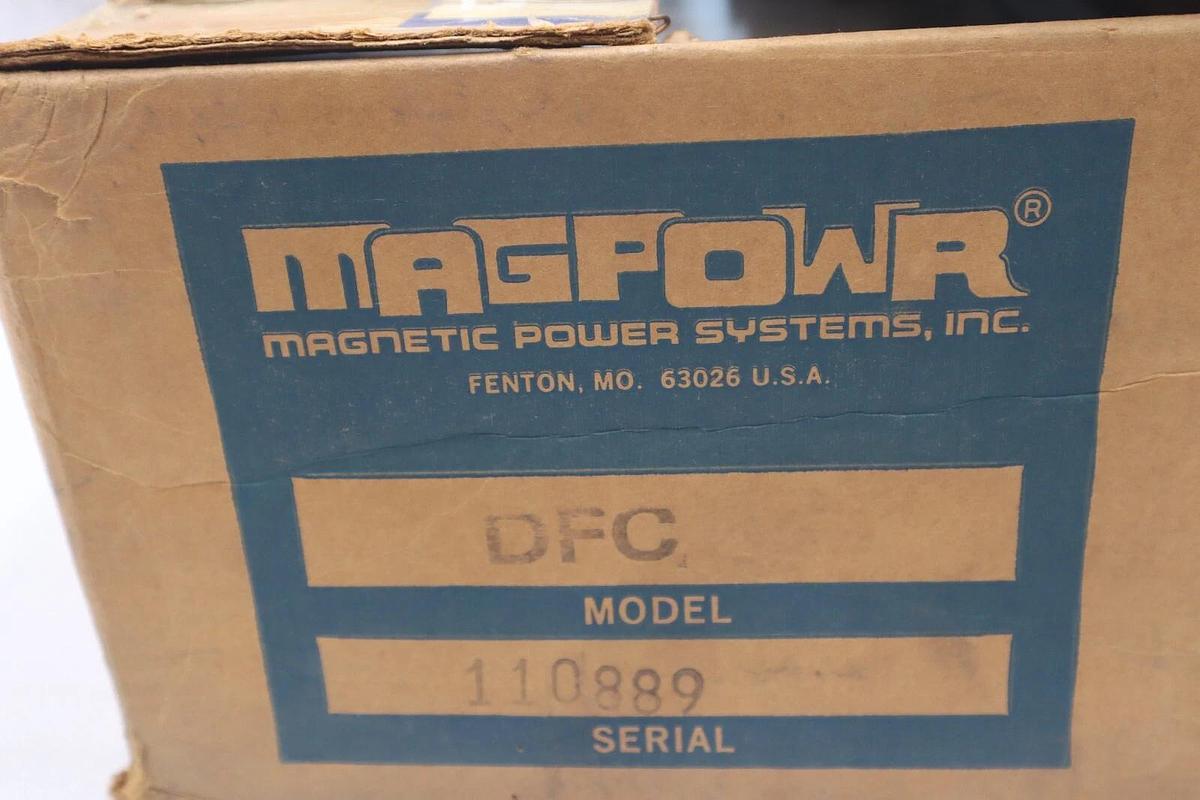 MAGPOWR®
MAGNETIC POWER SYSTEMS, INC.
FENTON, MO. 63026 U.S.A.
DFC
MODEL
110889
SERIAL